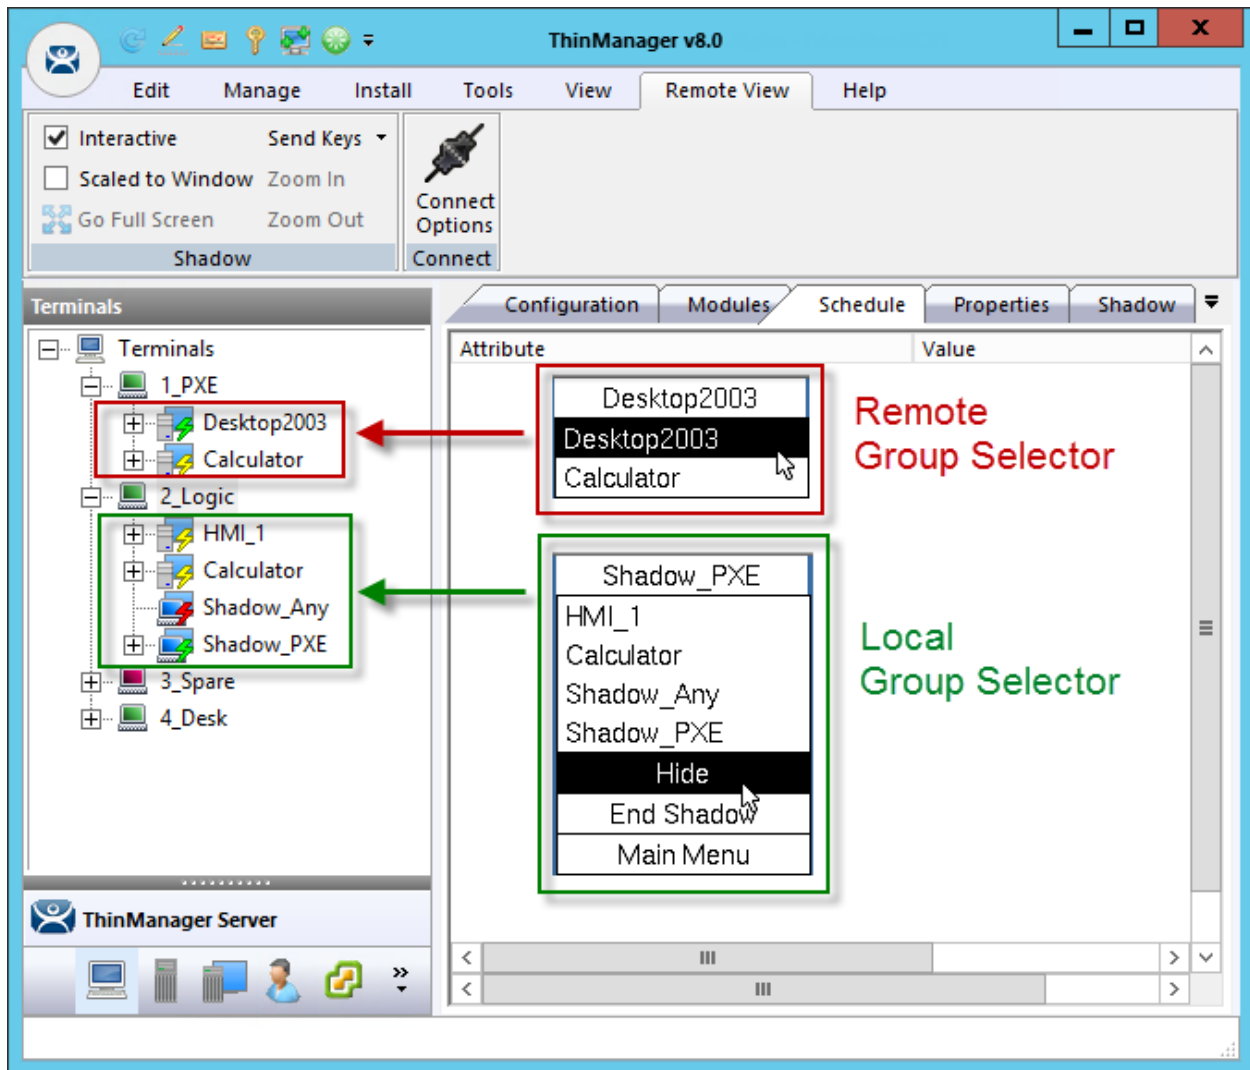 ThinManager v8.0
Edit Manage Install Tools View Remote View Help
Interactive Send Keys
Scaled to Window Zoom In
Go Full Screen Zoom Out
Shadow
Connect Options
Connect
Terminals
Terminals
1_PXE
Desktop2003
Calculator
2_Logic
HMI_1
Calculator
Shadow_Any
Shadow_PXE
3_Spare
4_Desk
ThinManager Server
Configuration Modules Schedule Properties Shadow
Attribute Value
Desktop2003
Desktop2003
Calculator
Remote
Group Selector
Shadow_PXE
HMI_1
Calculator
Shadow_Any
Shadow_PXE
Hide
End Shadow
Main Menu
Local
Group Selector